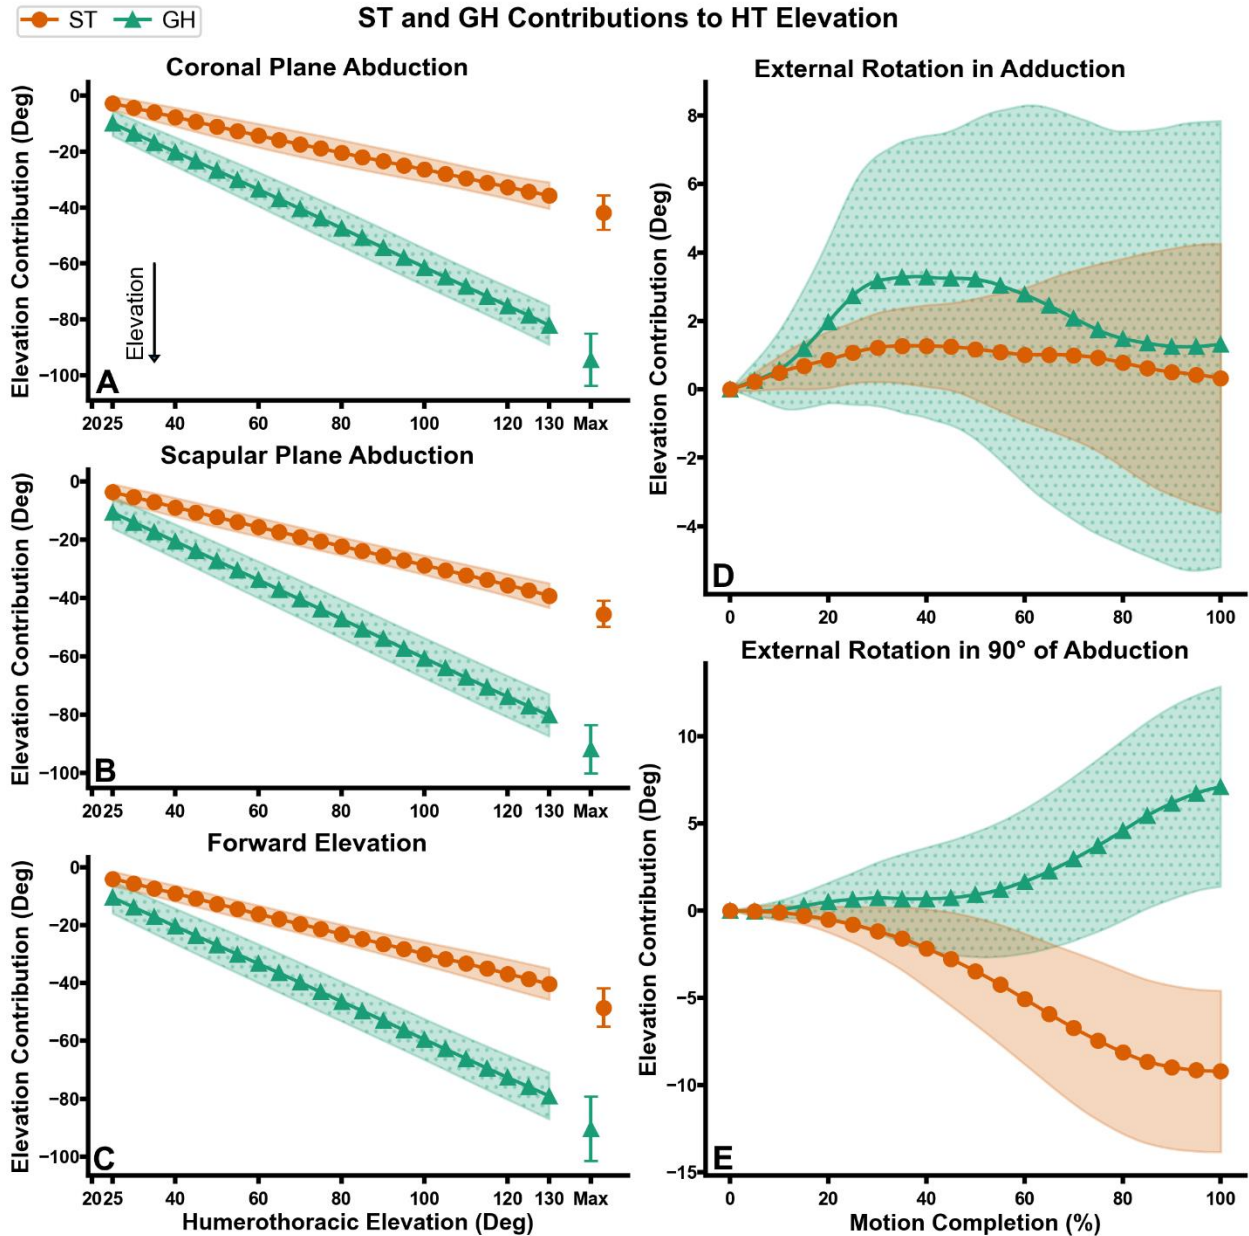 ST GH
ST and GH Contributions to HT Elevation
Coronal Plane Abduction
Elevation Contribution (Deg)
0
−20
−40
−60
−80
−100
Elevation
A
20 25 40 60 80 100 120 130 Max
Scapular Plane Abduction
Elevation Contribution (Deg)
0
−20
−40
−60
−80
−100
B
20 25 40 60 80 100 120 130 Max
Forward Elevation
Elevation Contribution (Deg)
0
−20
−40
−60
−80
−100
C
20 25 40 60 80 100 120 130 Max
Humerothoracic Elevation (Deg)
External Rotation in Adduction
Elevation Contribution (Deg)
8
6
4
2
0
−2
−4
D
0 20 40 60 80 100
External Rotation in 90° of Abduction
Elevation Contribution (Deg)
10
5
0
−5
−10
−15
E
0 20 40 60 80 100
Motion Completion (%)